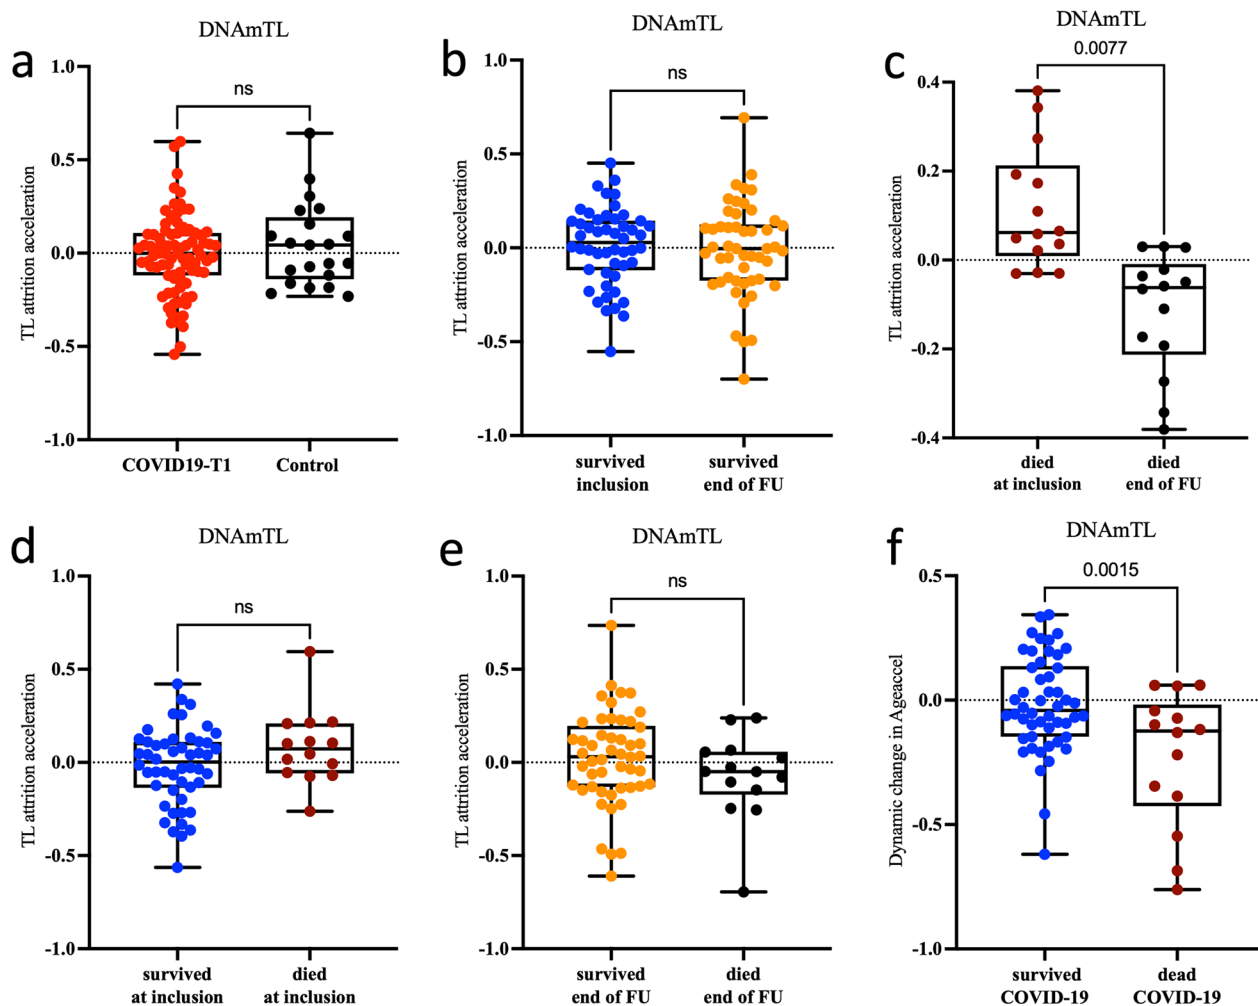 a
DNAmTL
ns
TL attrition acceleration
1.0
0.5
0.0
-0.5
-1.0
COVID19-T1 Control
b
DNAmTL
ns
TL attrition acceleration
1.0
0.5
0.0
-0.5
-1.0
survived survived
inclusion end of FU
c
DNAmTL
0.0077
TL attrition acceleration
0.4
0.2
0.0
-0.2
-0.4
died died
at inclusion end of FU
d
DNAmTL
ns
TL attrition acceleration
1.0
0.5
0.0
-0.5
-1.0
survived died
at inclusion at inclusion
e
DNAmTL
ns
TL attrition acceleration
1.0
0.5
0.0
-0.5
-1.0
survived died
end of FU end of FU
f
DNAmTL
0.0015
Dynamic change in Ageaccel
0.5
0.0
-0.5
-1.0
survived dead
COVID-19 COVID-19